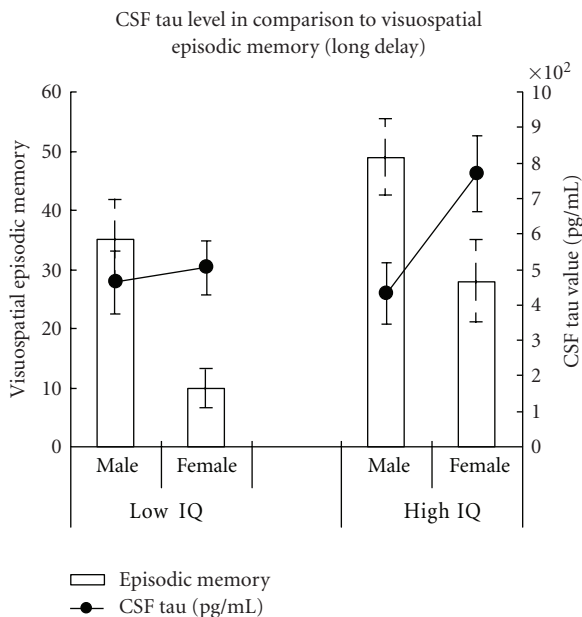 CSF tau level in comparison to visuospatial
episodic memory (long delay)
×10²
Visuospatial episodic memory
60
50
40
30
20
10
0
10
9
8
7
6
5
4
3
2
1
0
CSF tau value (pg/mL)
Male Female Male Female
Low IQ High IQ
Episodic memory
CSF tau (pg/mL)